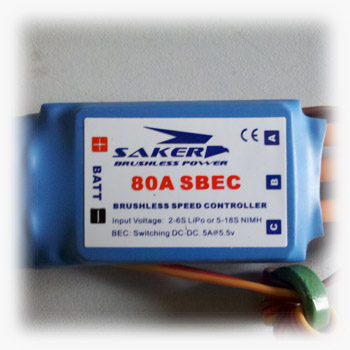 SAKER
BRUSHLESS POWER
80A SBEC
BRUSHLESS SPEED CONTROLLER
Input Voltage: 2-6S LiPo or 5-18S NiMH
BEC: Switching DC-DC. 5A@5.5v
+
BATT
-
CE
A
B
C